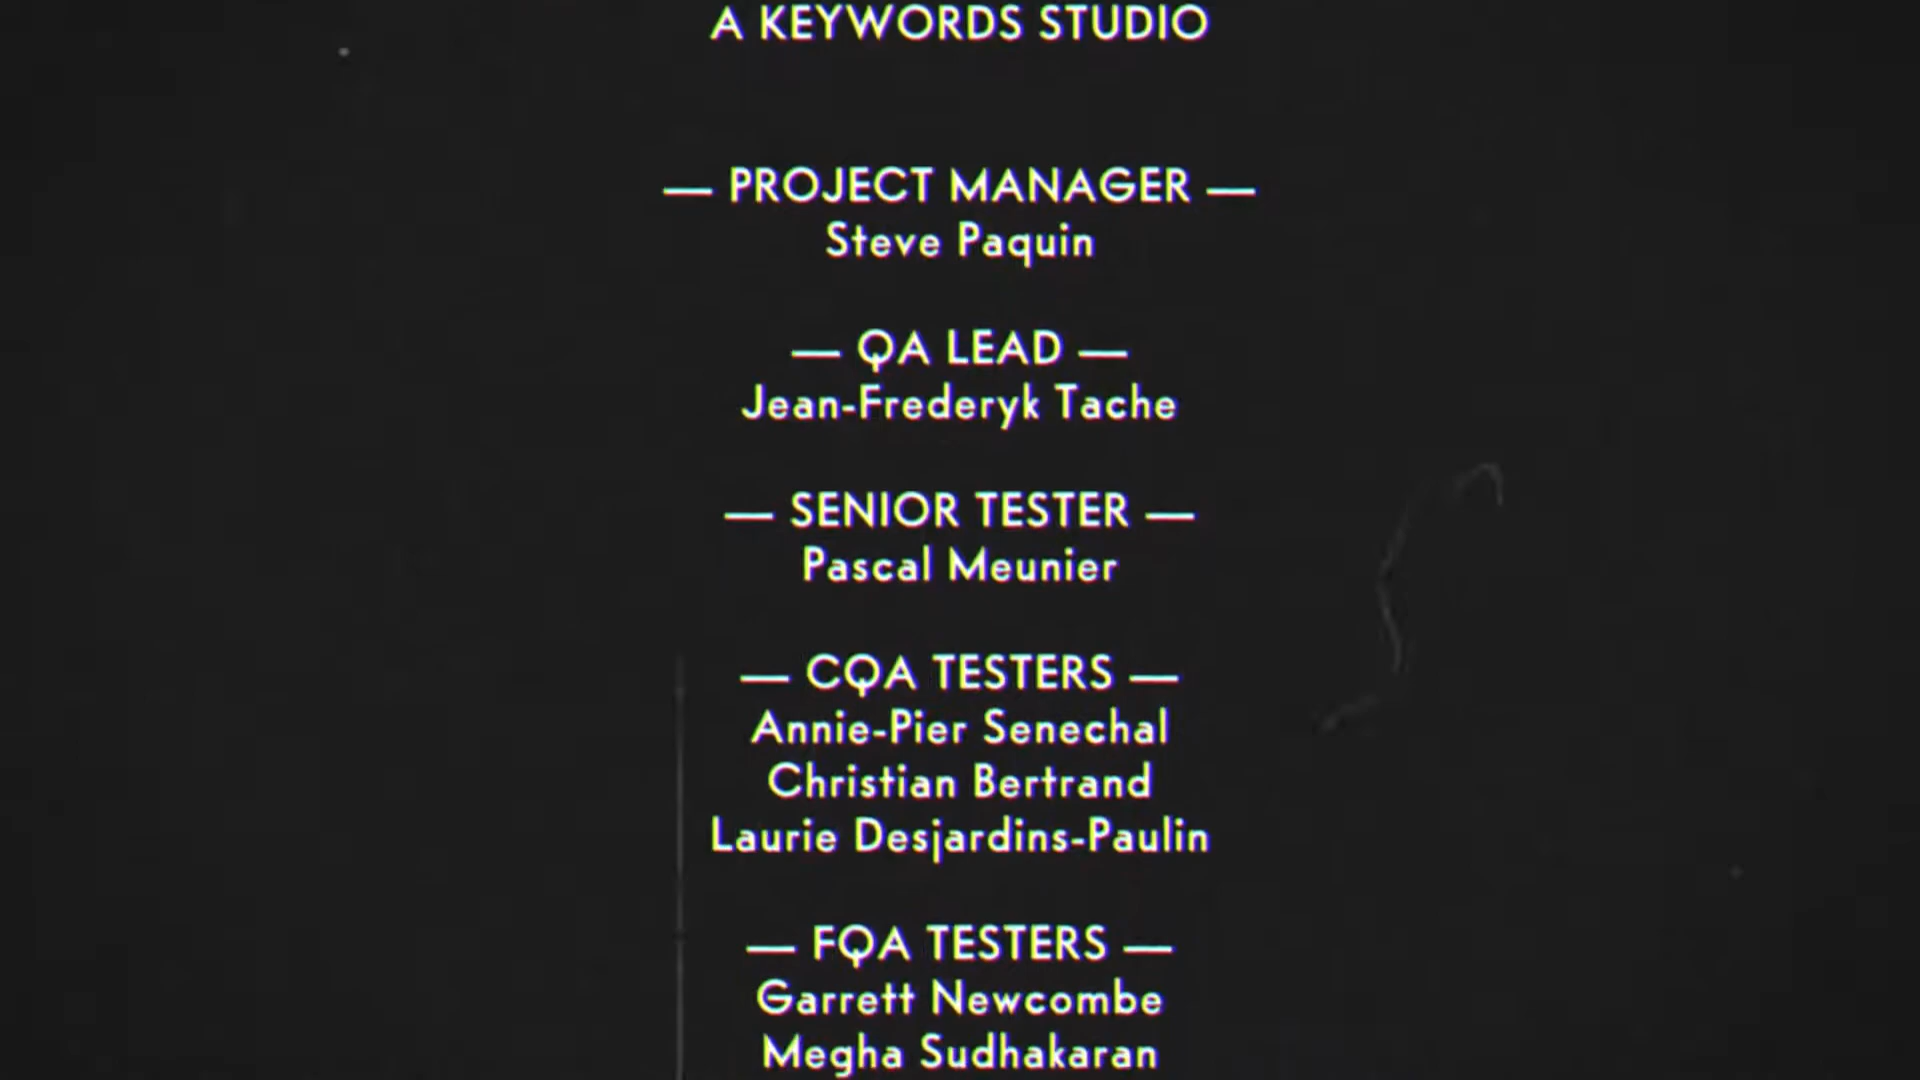 A KEYWORDS STUDIO
— PROJECT MANAGER —
Steve Paquin
— QA LEAD —
Jean-Frederyk Tache
— SENIOR TESTER —
Pascal Meunier
— CQA TESTERS —
Annie-Pier Senechal
Christian Bertrand
Laurie Desjardins-Paulin
— FQA TESTERS —
Garrett Newcombe
Megha Sudhakaran